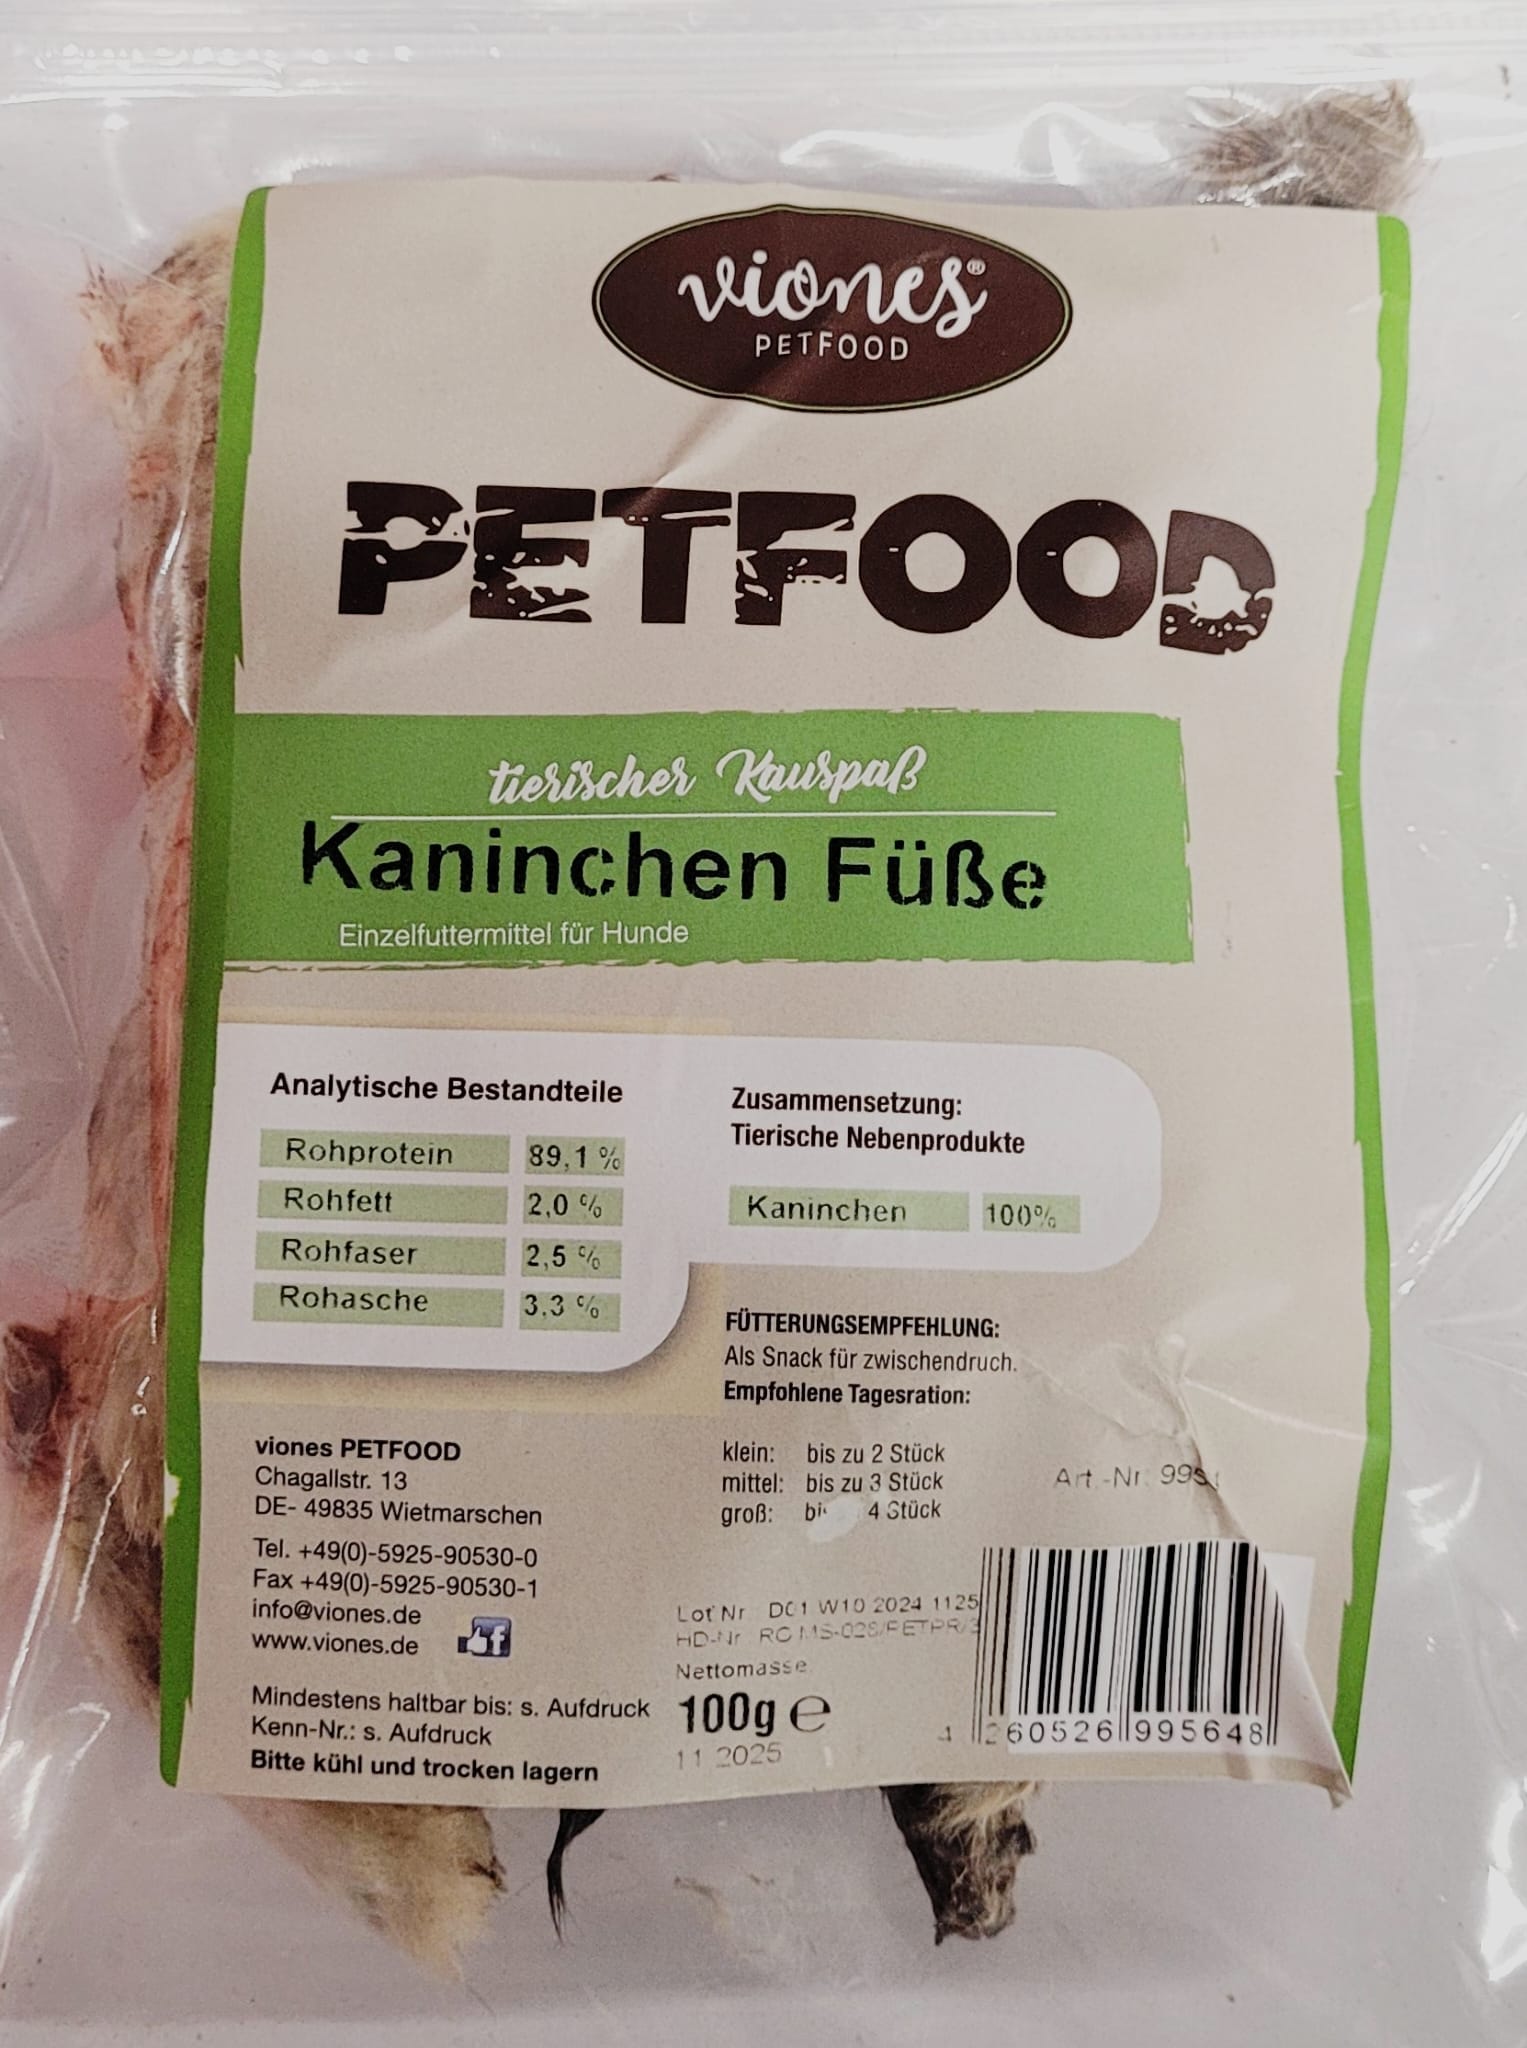 viones®
PETFOOD
PETFOOD
tierischer Kauspaß
Kaninchen Füße
Einzelfuttermittel für Hunde
Analytische Bestandteile
Rohprotein 89,1 %
Rohfett 2,0 %
Rohfaser 2,5 %
Rohasche 3,3 %
Zusammensetzung:
Tierische Nebenprodukte
Kaninchen 100%
FÜTTERUNGSEMPFEHLUNG:
Als Snack für zwischendruch.
Empfohlene Tagesration:
klein: bis zu 2 Stück
mittel: bis zu 3 Stück
groß: 4 Stück
Art.-Nr.
viones PETFOOD
Chagallstr. 13
DE- 49835 Wietmarschen
Tel. +49(0)-5925-90530-0
Fax +49(0)-5925-90530-1
info@viones.de
www.viones.de
f
Mindestens haltbar bis: s. Aufdruck
Kenn-Nr.: s. Aufdruck
Bitte kühl und trocken lagern
Lot Nr D01 W10 2024 1125
HD-Nr
Nettomasse
100g e
11 2025
4 260526 995648